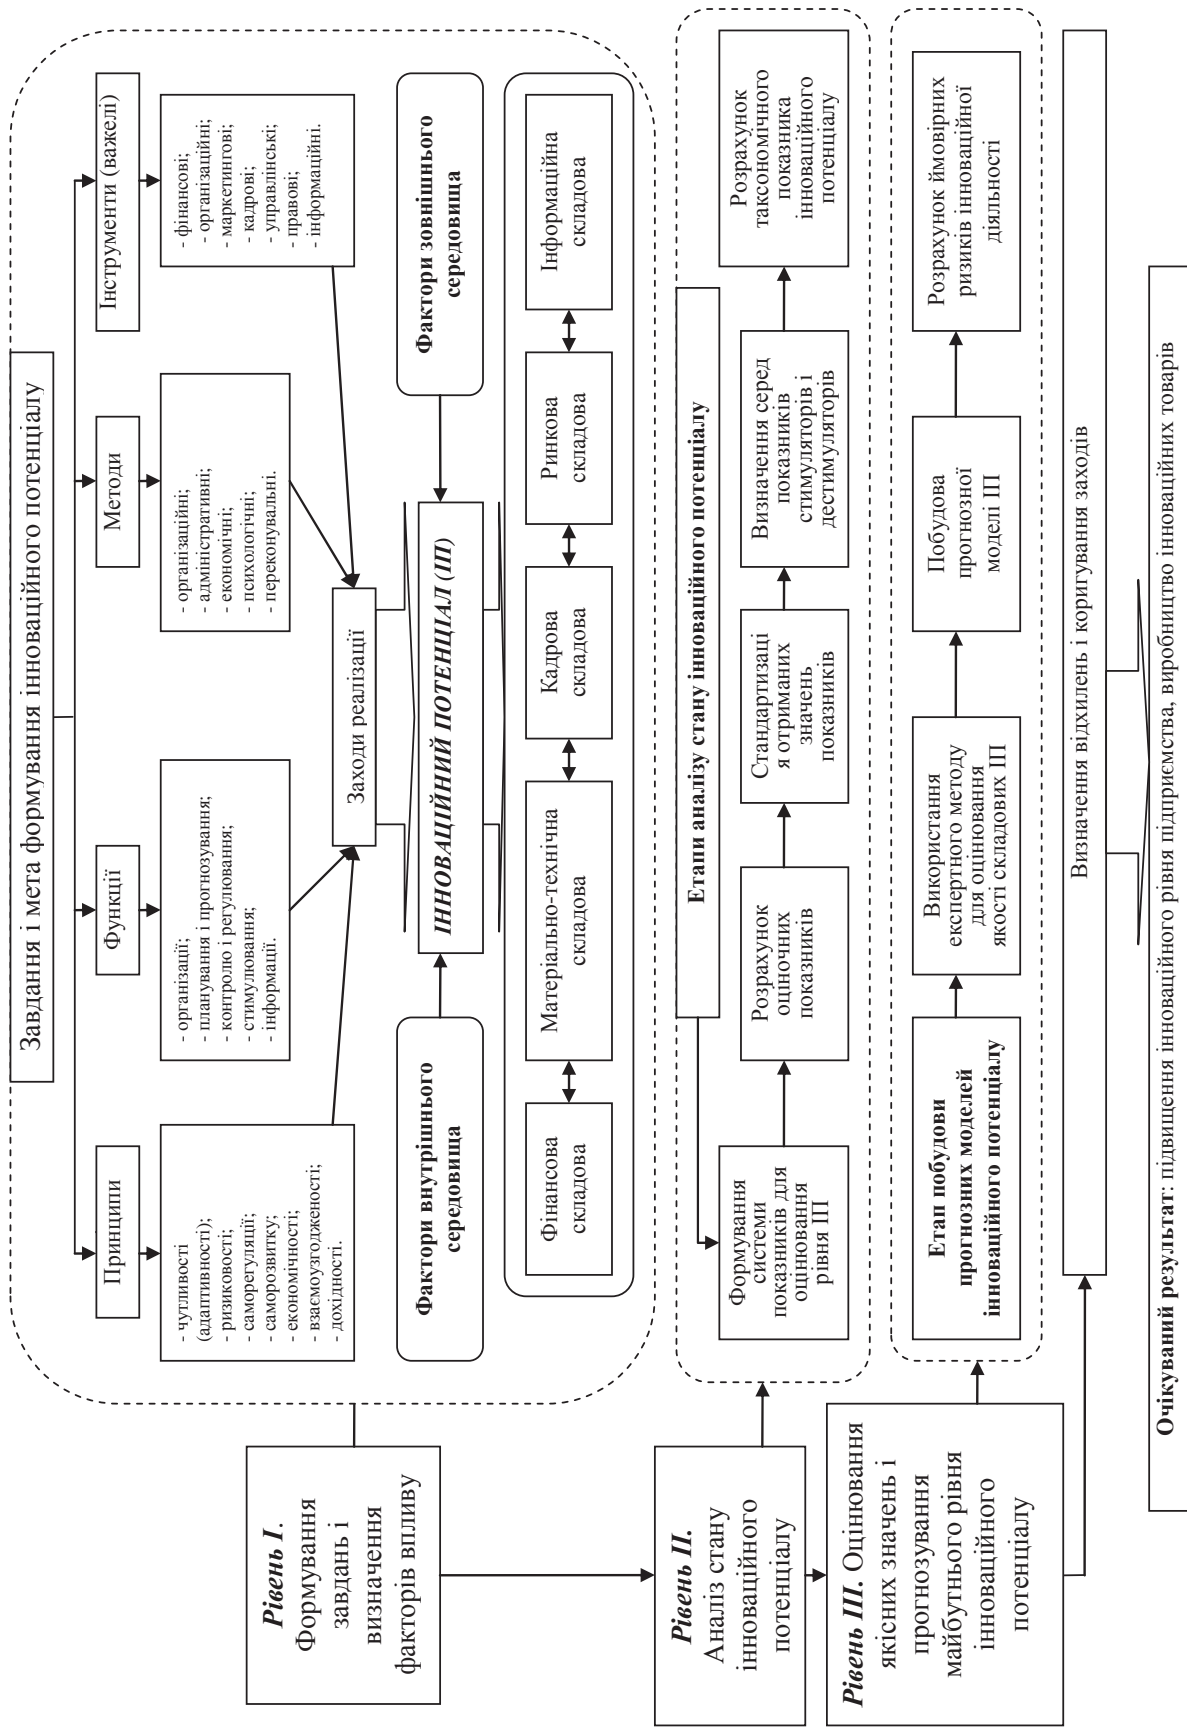 Рівень І.
Формування
завдань і
визначення
факторів впливу
Завдання і мета формування інноваційного потенціалу
Принципи
Функції
Методи
Інструменти (важелі)
- чутливості
(адаптивності);
- ризиковості;
- саморегуляції;
- саморозвитку;
- економічності;
- взаємоузгодженості;
- дохідності.
- організації;
- планування і прогнозування;
- контролю і регулювання;
- стимулювання;
- інформації.
- організаційні;
- адміністративні;
- економічні;
- психологічні;
- переконувальні.
- фінансові;
- організаційні;
- маркетингові;
- кадрові;
- управлінські;
- правові;
- інформаційні.
Заходи реалізації
Фактори внутрішнього
середовища
ІННОВАЦІЙНИЙ ПОТЕНЦІАЛ (ІП)
Фактори зовнішнього
середовища
Фінансова
складова
Матеріально-технічна
складова
Кадрова
складова
Ринкова
складова
Інформаційна
складова
Рівень ІІ.
Аналіз стану
інноваційного
потенціалу
Етапи аналізу стану інноваційного потенціалу
Формування
системи
показників для
оцінювання
рівня ІП
Розрахунок
оціночних
показників
Стандартизаці
я отриманих
значень
показників
Визначення серед
показників
стимуляторів і
дестимуляторів
Розрахунок
таксономічного
показника
інноваційного
потенціалу
Рівень ІІІ. Оцінювання
якісних значень і
прогнозування
майбутнього рівня
інноваційного
потенціалу
Етап побудови
прогнозних моделей
інноваційного потенціалу
Використання
експертного методу
для оцінювання
якості складових ІП
Побудова
прогнозної
моделі ІП
Розрахунок ймовірних
ризиків інноваційної
діяльності
Визначення відхилень і коригування заходів
Очікуваний результат: підвищення інноваційного рівня підприємства, виробництво інноваційних товарів